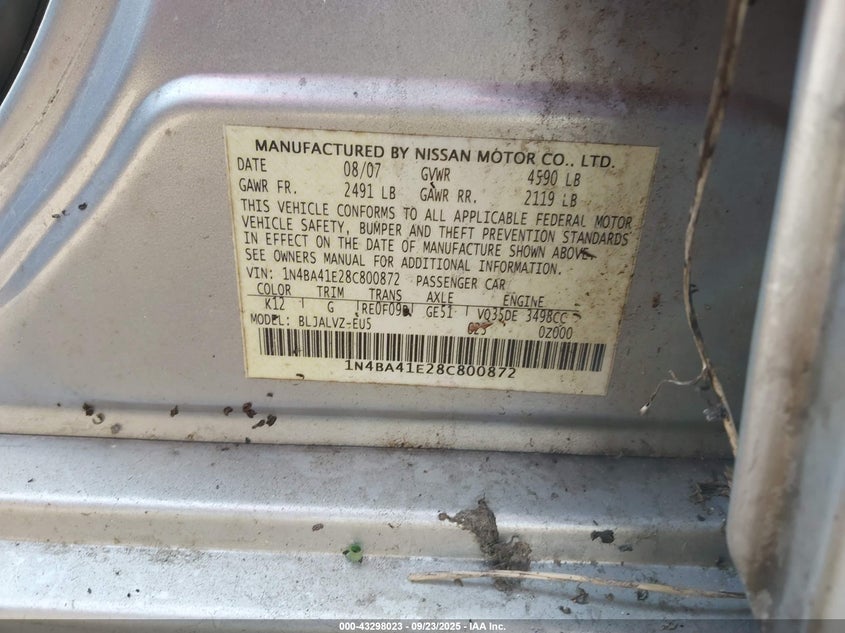 MANUFACTURED BY NISSAN MOTOR CO., LTD.
DATE 08/07 GVWR 4590 LB
GAWR FR. 2491 LB GAWR RR. 2119 LB
THIS VEHICLE CONFORMS TO ALL APPLICABLE FEDERAL MOTOR
VEHICLE SAFETY, BUMPER AND THEFT PREVENTION STANDARDS
IN EFFECT ON THE DATE OF MANUFACTURE SHOWN ABOVE.
SEE OWNERS MANUAL FOR ADDITIONAL INFORMATION.
VIN: 1N4BA41E28C800872 PASSENGER CAR
COLOR TRIM TRANS AXLE ENGINE
K12 G GE51 VQ35DE 3498CC
MODEL: BLJALVZ-EU5 0Z000
1N4BA41E28C800872
000-43298023 - 09/23/2025 - IAA Inc.